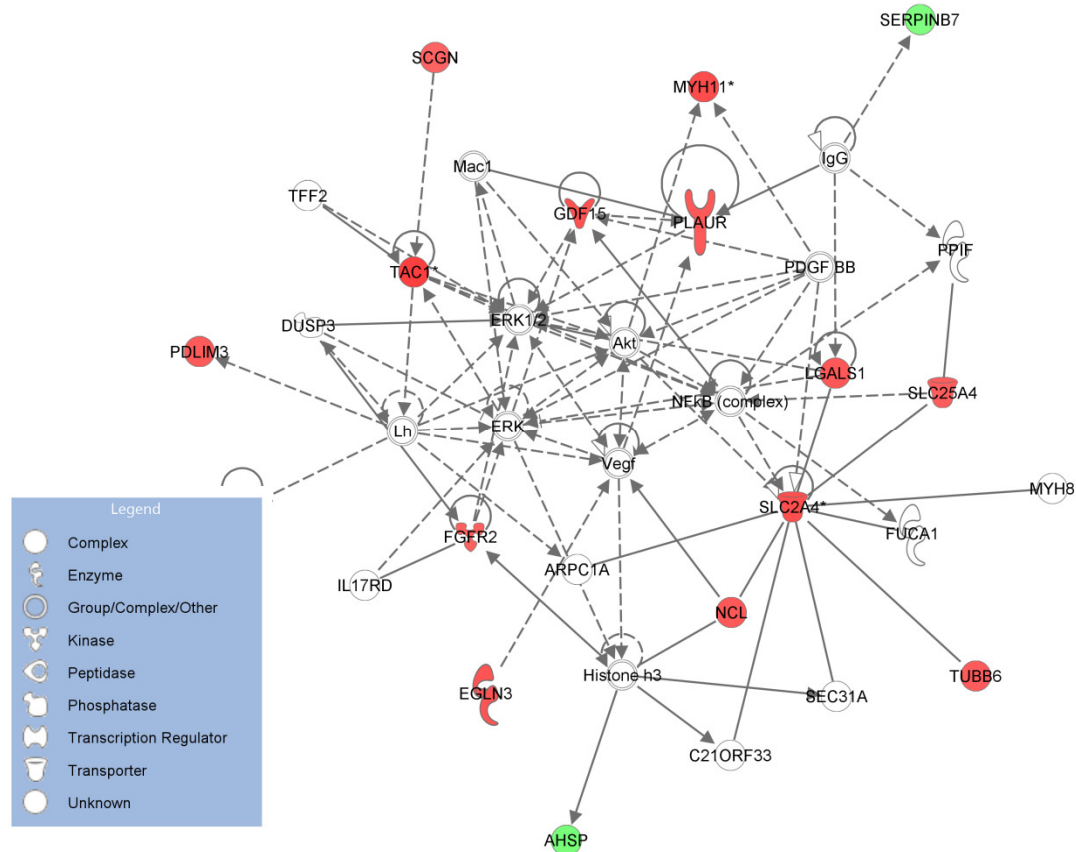 SERPINB7
SCGN
MYH11*
IgG
Mac1
TFF2
GDF15
PLAUR
PPIF
TAC1*
PDGF BB
ERK1/2
DUSP3
Akt
PDLIM3
LGALS1
SLC25A4
NFkB (complex)
Lh
ERK
Vegf
MYH8
SLC2A4*
FUCA1
FGFR2
ARPC1A
IL17RD
NCL
Histone h3
TUBB6
EGLN3
SEC31A
C21ORF33
AHSP
Legend
Complex
Enzyme
Group/Complex/Other
Kinase
Peptidase
Phosphatase
Transcription Regulator
Transporter
Unknown